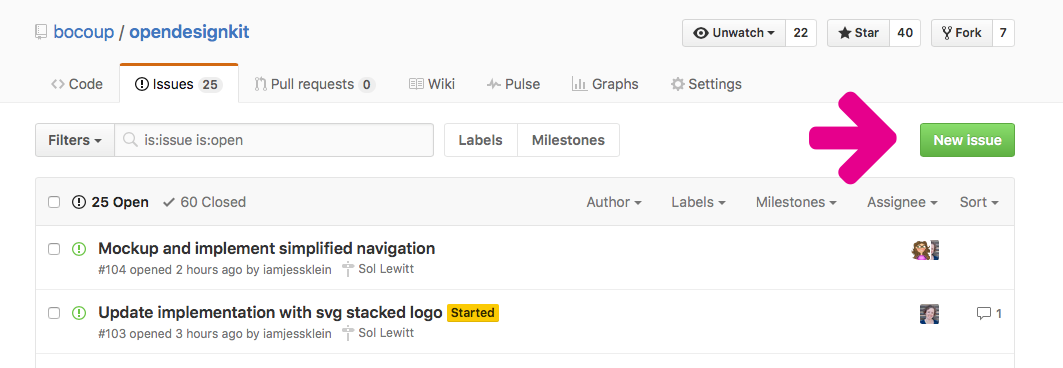 bocoup / opendesignkit Unwatch 22 Star 40 Fork 7
Code Issues 25 Pull requests 0 Wiki Pulse Graphs Settings
Filters is:issue is:open Labels Milestones New issue
25 Open 60 Closed Author Labels Milestones Assignee Sort
Mockup and implement simplified navigation
#104 opened 2 hours ago by iamjessklein Sol Lewitt
Update implementation with svg stacked logo Started 1
#103 opened 3 hours ago by iamjessklein Sol Lewitt